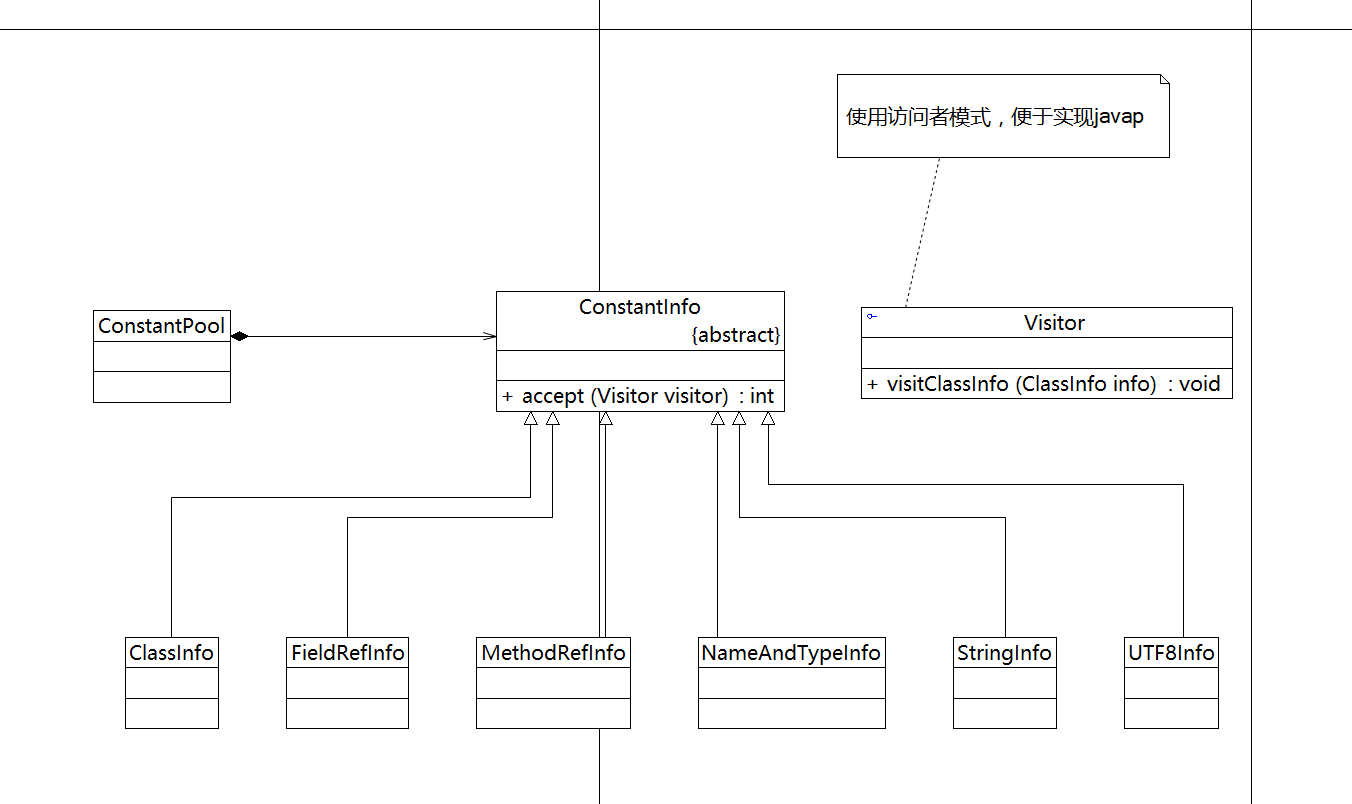 使用访问者模式，便于实现javap
ConstantPool
ConstantInfo
{abstract}
+ accept (Visitor visitor) : int
Visitor
+ visitClassInfo (ClassInfo info) : void
ClassInfo
FieldRefInfo
MethodRefInfo
NameAndTypeInfo
StringInfo
UTF8Info